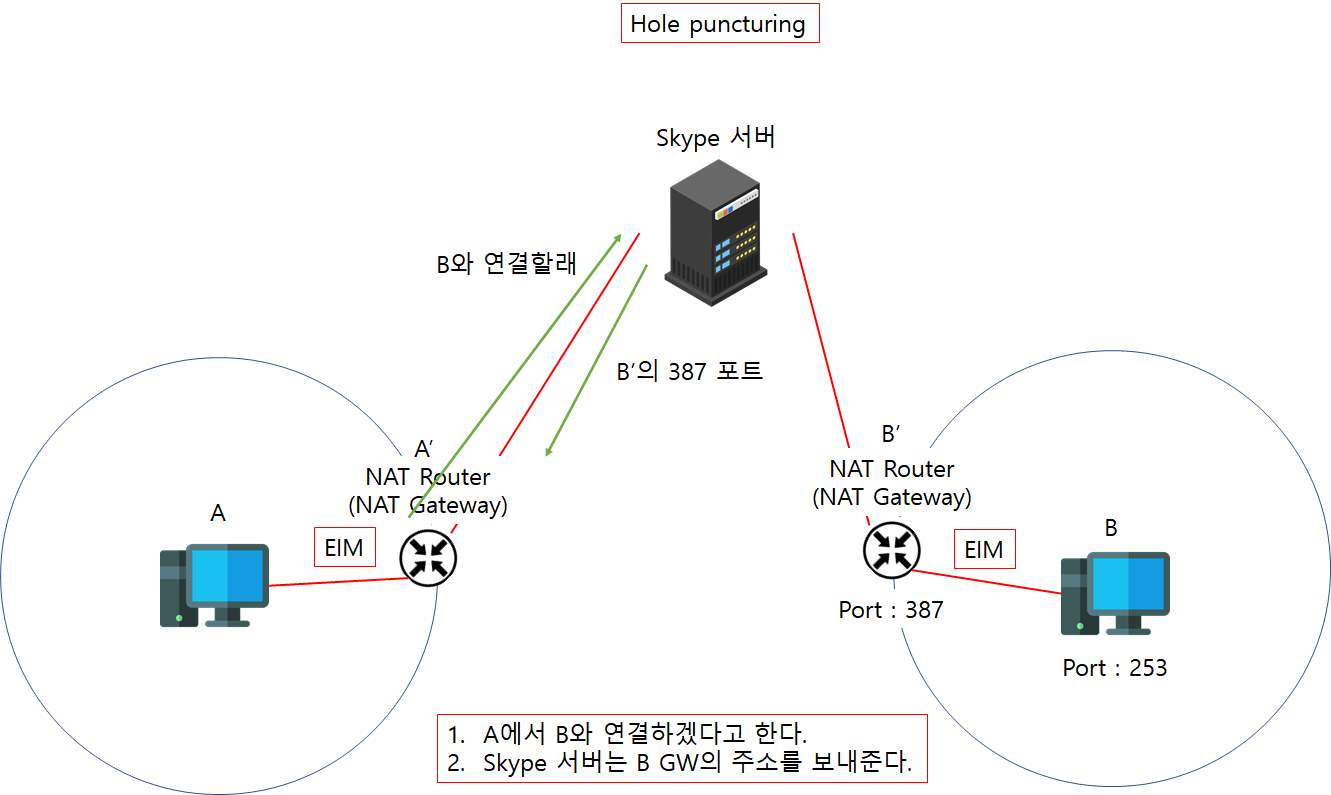 Hole puncturing
Skype 서버
B와 연결할래
B‘의 387 포트
A‘
NAT Router
(NAT Gateway)
B‘
NAT Router
(NAT Gateway)
A
EIM
EIM
B
Port : 387
Port : 253
1. A에서 B와 연결하겠다고 한다.
2. Skype 서버는 B GW의 주소를 보내준다.